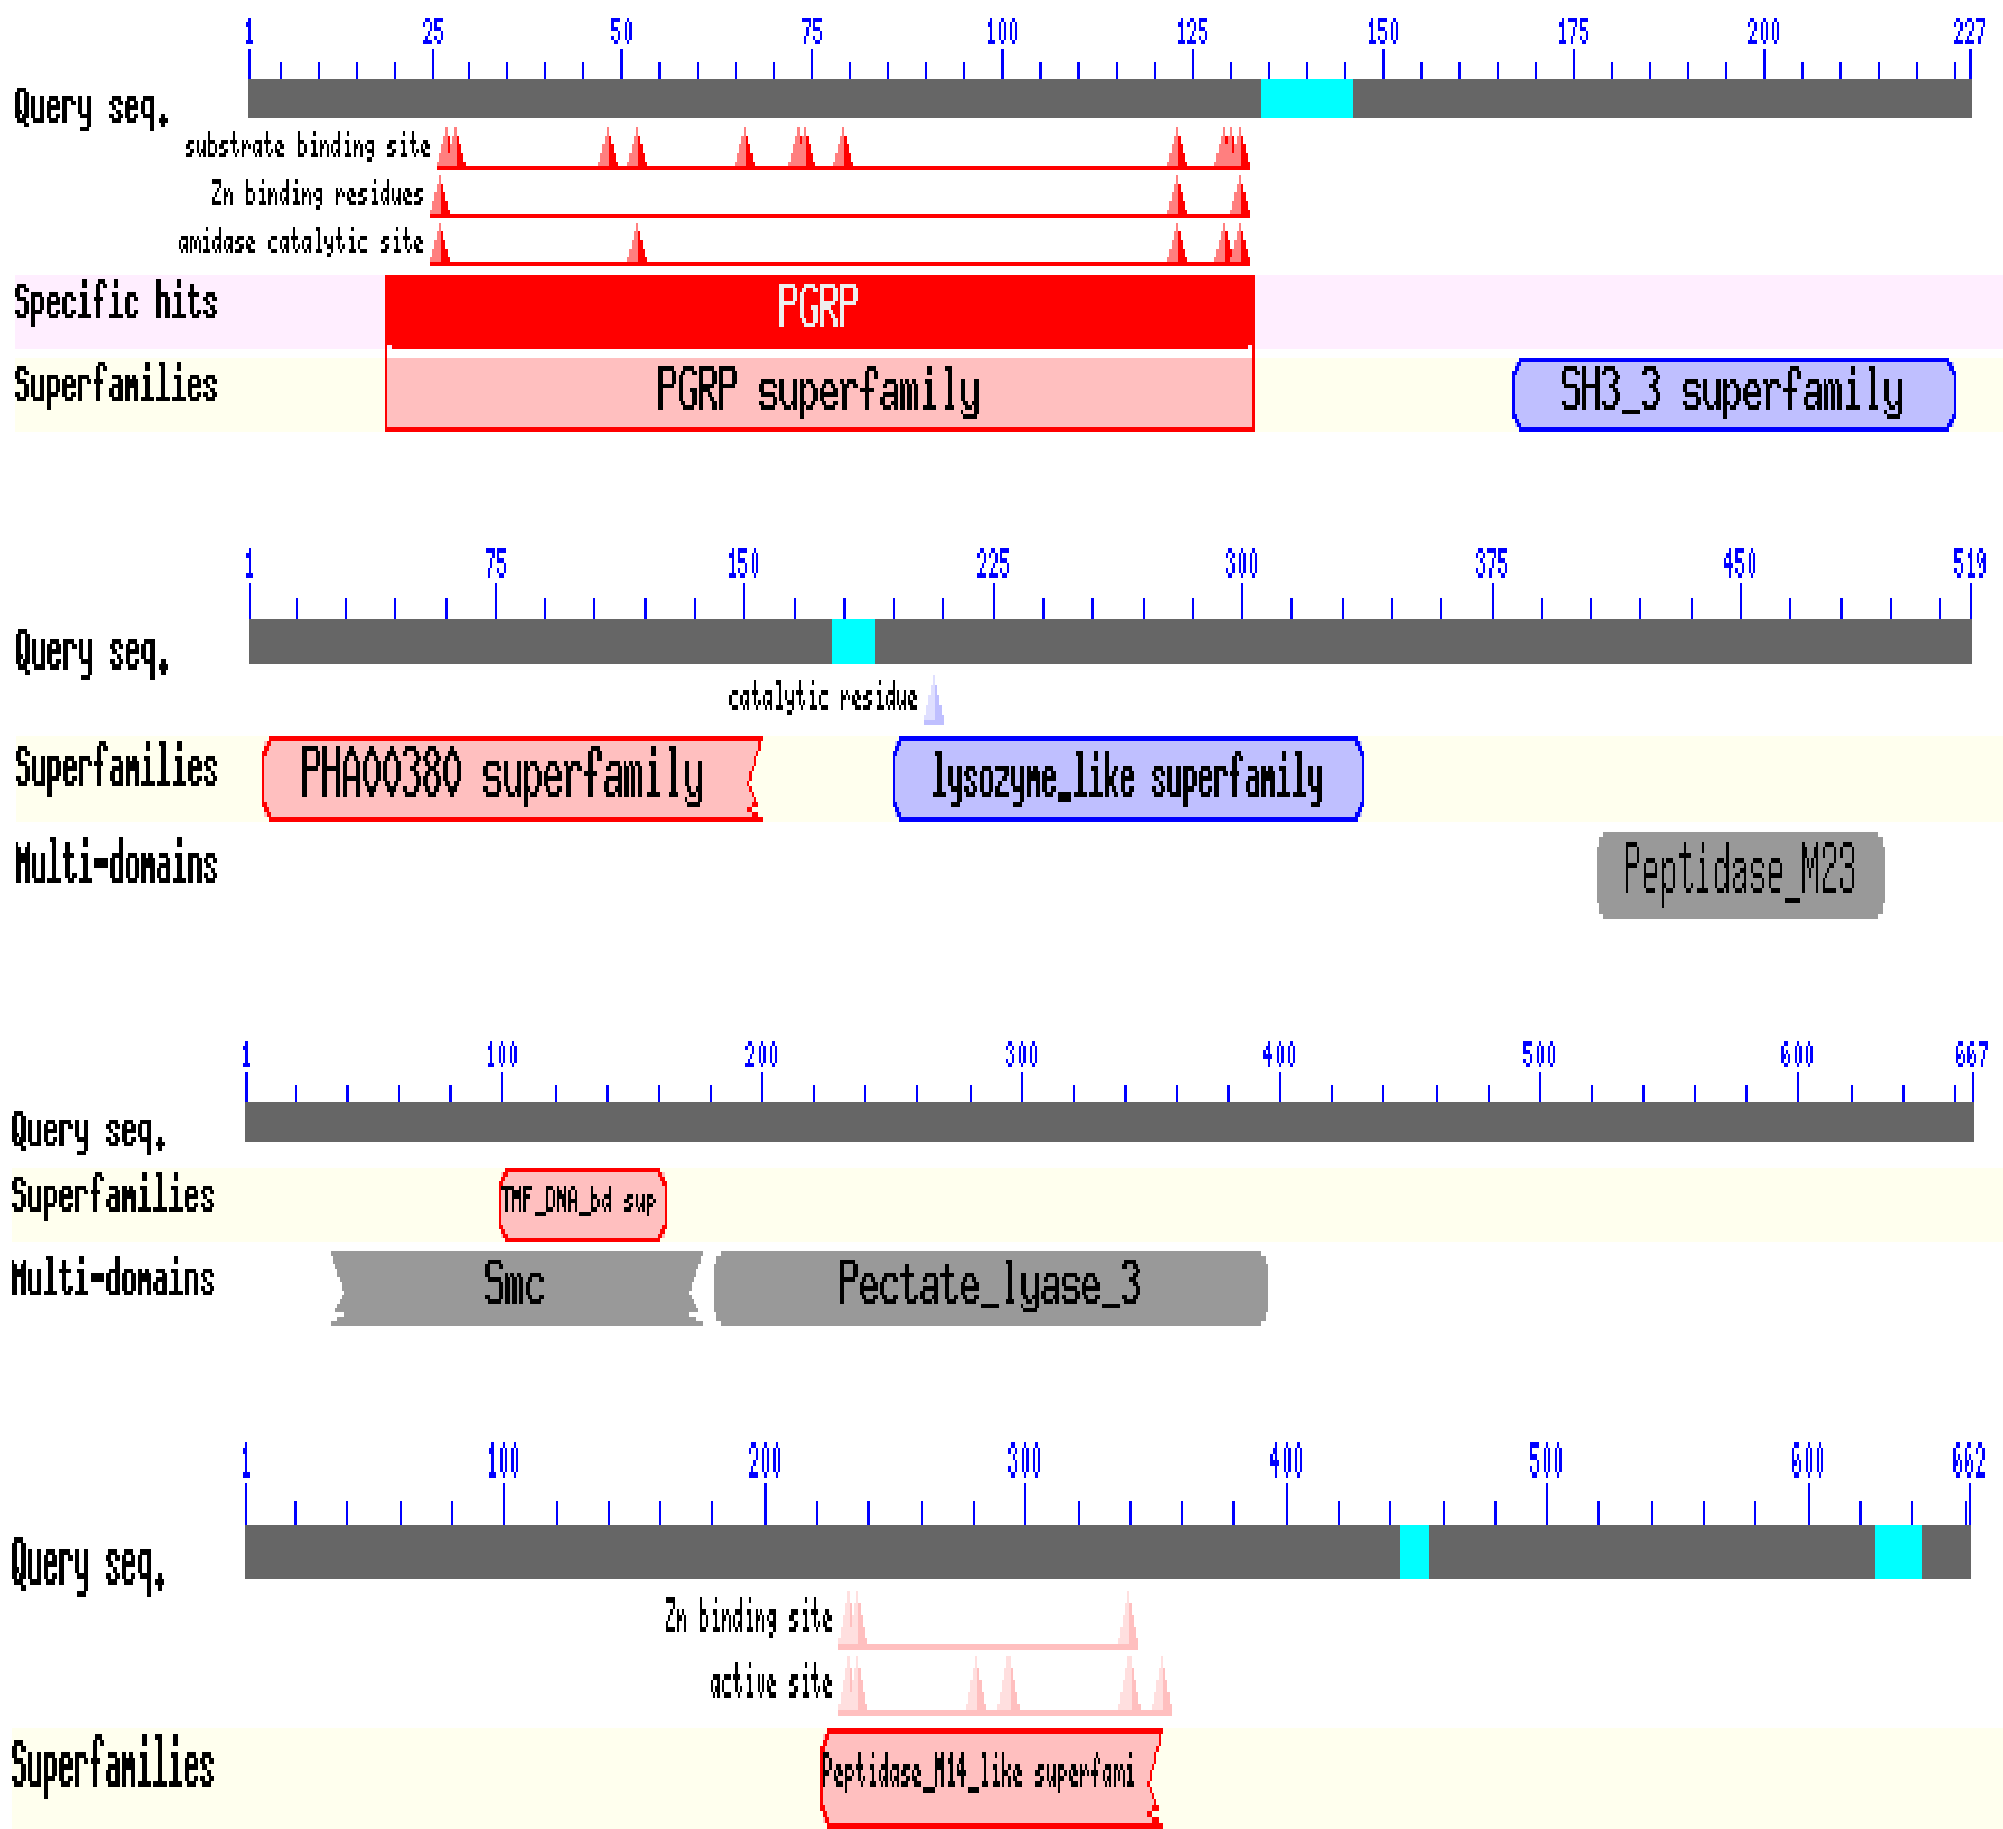 1 25 50 75 100 125 150 175 200 227
Query seq.
substrate binding site
Zn binding residues
amidase catalytic site
Specific hits PGRP
Superfamilies PGRP superfamily SH3_3 superfamily
1 75 150 225 300 375 450 519
Query seq.
catalytic residue
Superfamilies PHA00380 superfamily lysozyme_like superfamily
Multi-domains Peptidase_M23
1 100 200 300 400 500 600 667
Query seq.
Superfamilies TMF_DNA_bd sup
Multi-domains Smc Pectate_lyase_3
1 100 200 300 400 500 600 662
Query seq.
Zn binding site
active site
Superfamilies Peptidase_M14_like superfami